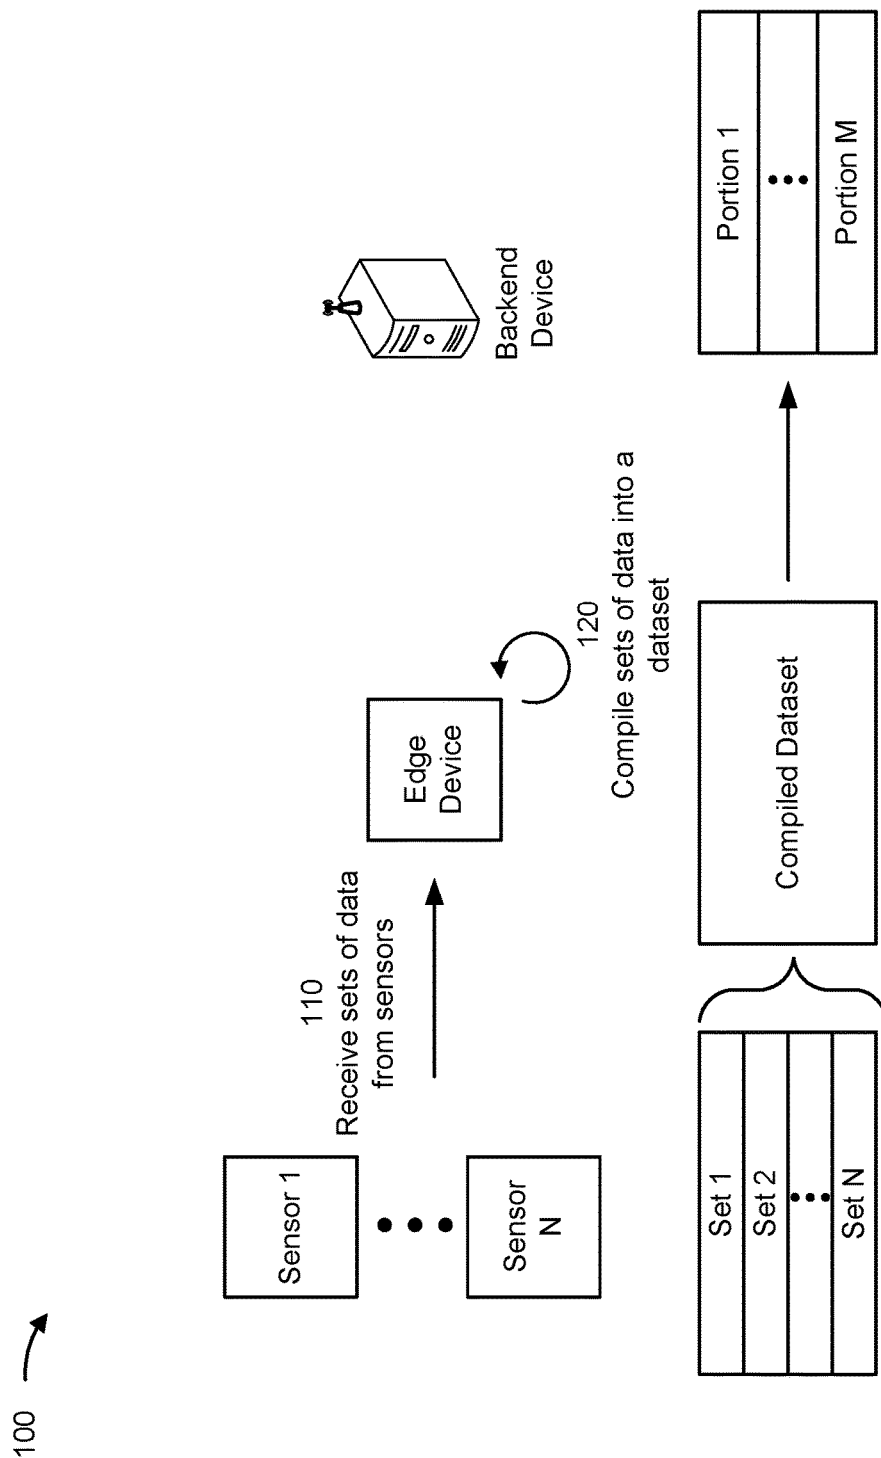 100
Sensor 1
Sensor
N
110
Receive sets of data
from sensors
Edge
Device
120
Compile sets of data into a
dataset
Backend
Device
Set 1
Set 2
Set N
Compiled Dataset
Portion 1
Portion M